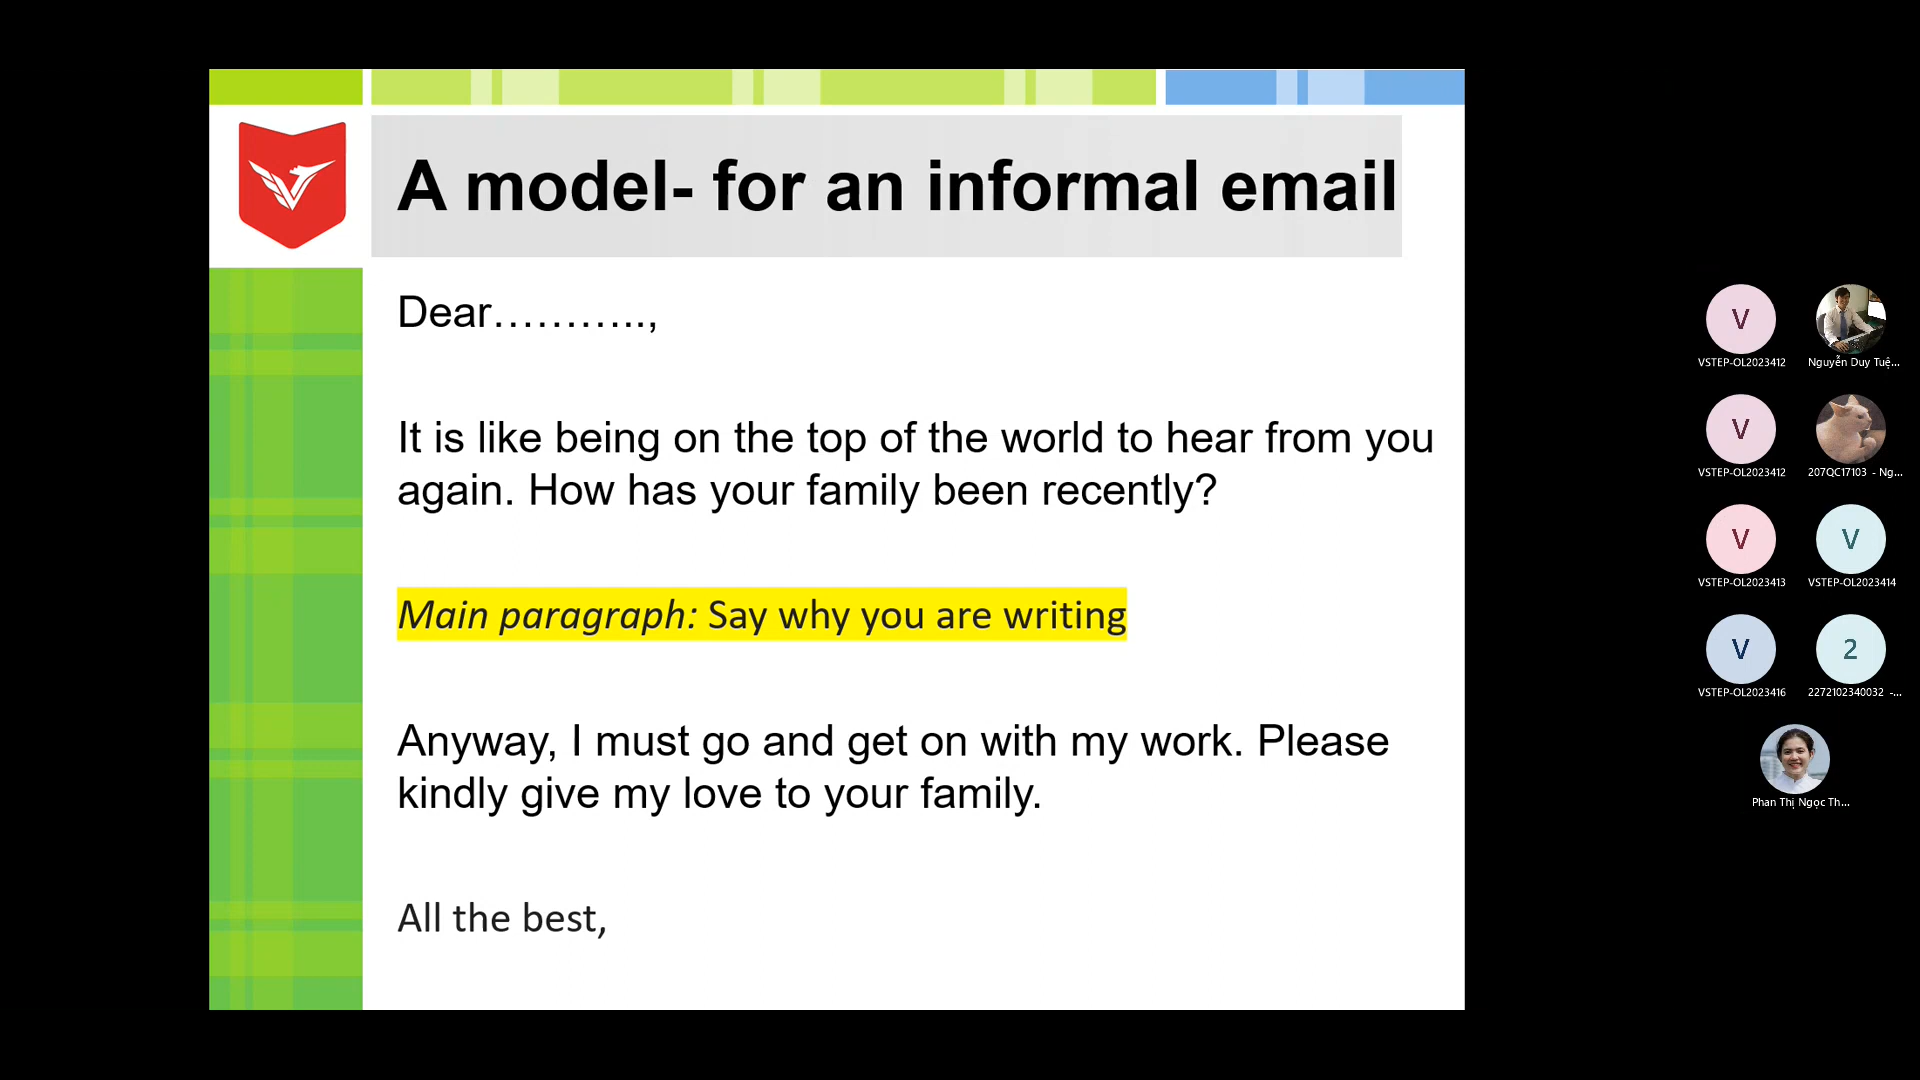 A model- for an informal email
Dear………..,
It is like being on the top of the world to hear from you
again. How has your family been recently?
Main paragraph: Say why you are writing
Anyway, I must go and get on with my work. Please
kindly give my love to your family.
All the best,
V
VSTEP-OL2023412
Nguyễn Duy Tuệ...
V
VSTEP-OL2023412
207QC17103 - Ng...
V
VSTEP-OL2023413
V
VSTEP-OL2023414
V
VSTEP-OL2023416
2
2272102340032 -...
Phan Thị Ngọc Th...